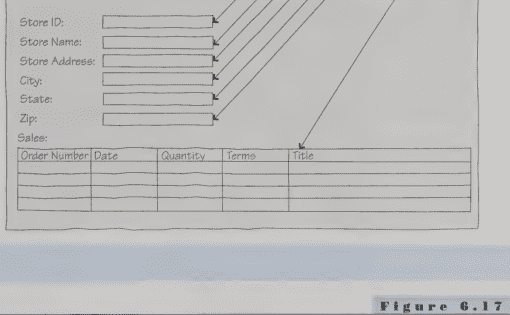 Store ID:
Store Name:
Store Address:
City:
State:
Zip:
Sales:
Order Number Date Quantity Terms Title
Figure 6.17